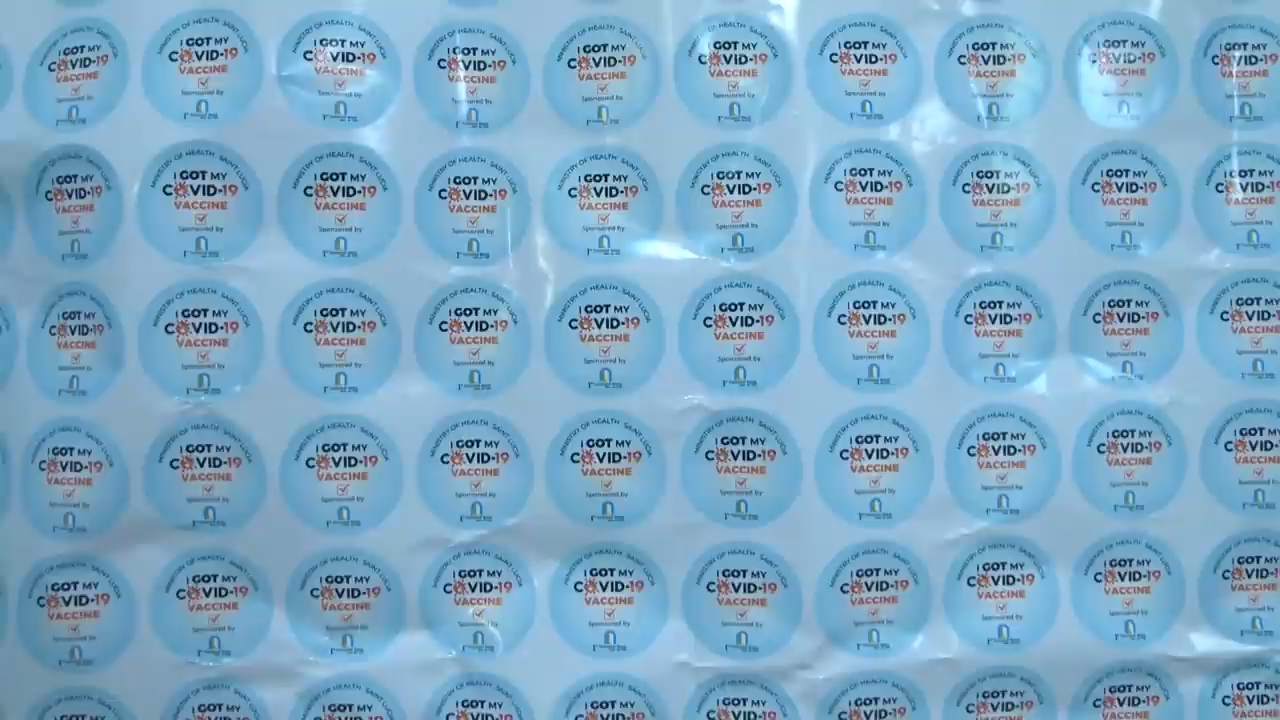 MINISTRY OF HEALTH SAINT LUCIA
I GOT MY
COVID-19
VACCINE
Sponsored by